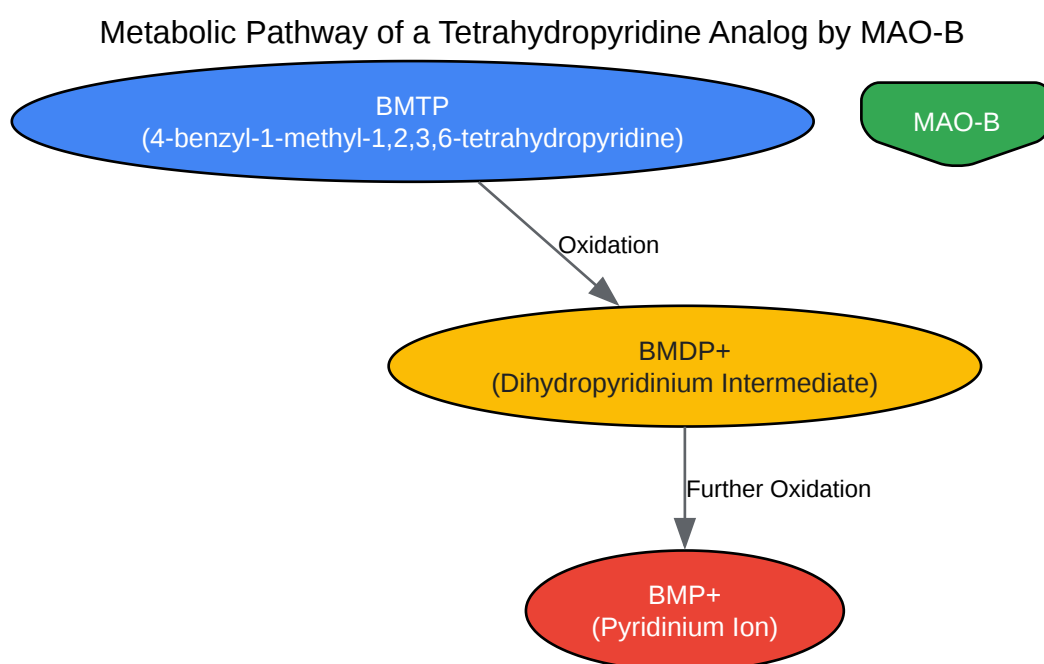 Metabolic Pathway of a Tetrahydropyridine Analog by MAO-B
BMTP
(4-benzyl-1-methyl-1,2,3,6-tetrahydropyridine)
MAO-B
Oxidation
BMDP+
(Dihydropyridinium Intermediate)
Further Oxidation
BMP+
(Pyridinium Ion)